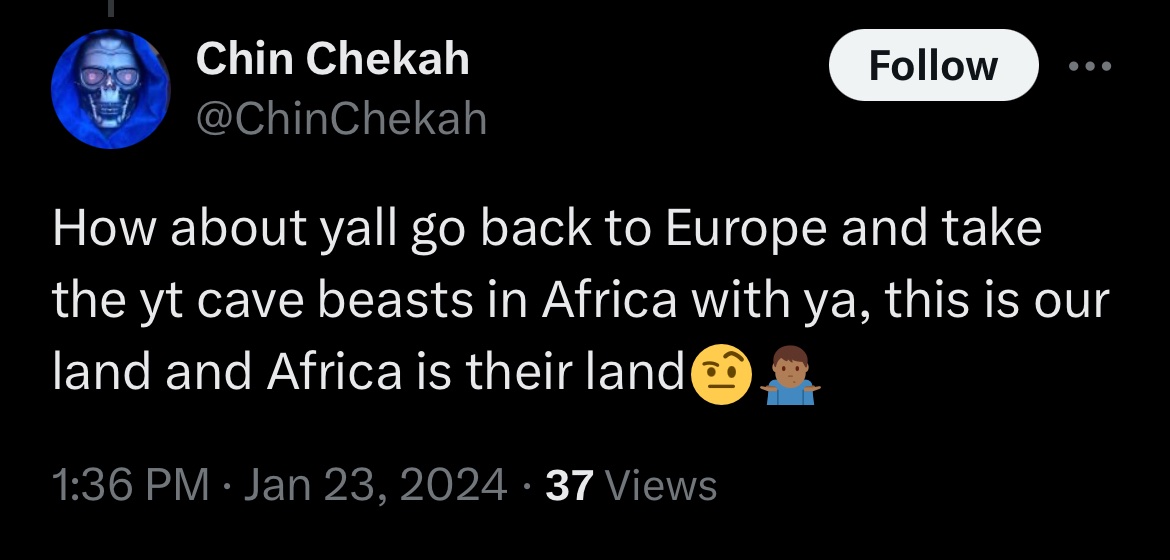 Chin Chekah
@ChinChekah
Follow
How about yall go back to Europe and take
the yt cave beasts in Africa with ya, this is our
land and Africa is their land🤨🤷🏾‍♂️
1:36 PM · Jan 23, 2024 · 37 Views